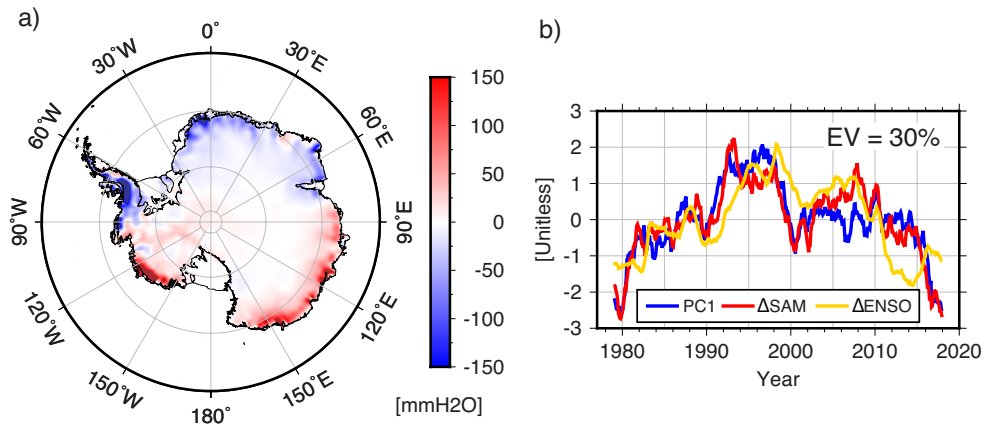 a)
0°
30°E
60°E
90°E
120°E
150°E
180°
150°W
120°W
90°W
60°W
30°W
150
100
50
0
-50
-100
-150
[mmH2O]
b)
EV = 30%
3
2
1
0
-1
-2
-3
[Unitless]
PC1 ΔSAM ΔENSO
1980 1990 2000 2010 2020
Year